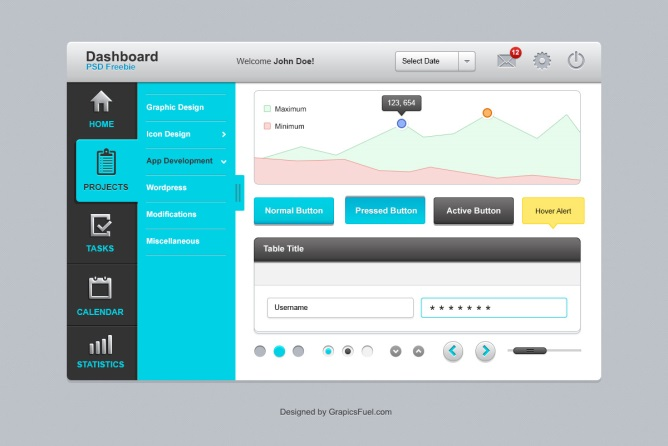 Dashboard
PSD Freebie
Welcome John Doe!
Select Date
12
HOME
PROJECTS
TASKS
CALENDAR
STATISTICS
Graphic Design
Icon Design
App Development
Wordpress
Modifications
Miscellaneous
Maximum
Minimum
123, 654
Normal Button
Pressed Button
Active Button
Hover Alert
Table Title
Username
* * * * * * *
Designed by GrapicsFuel.com